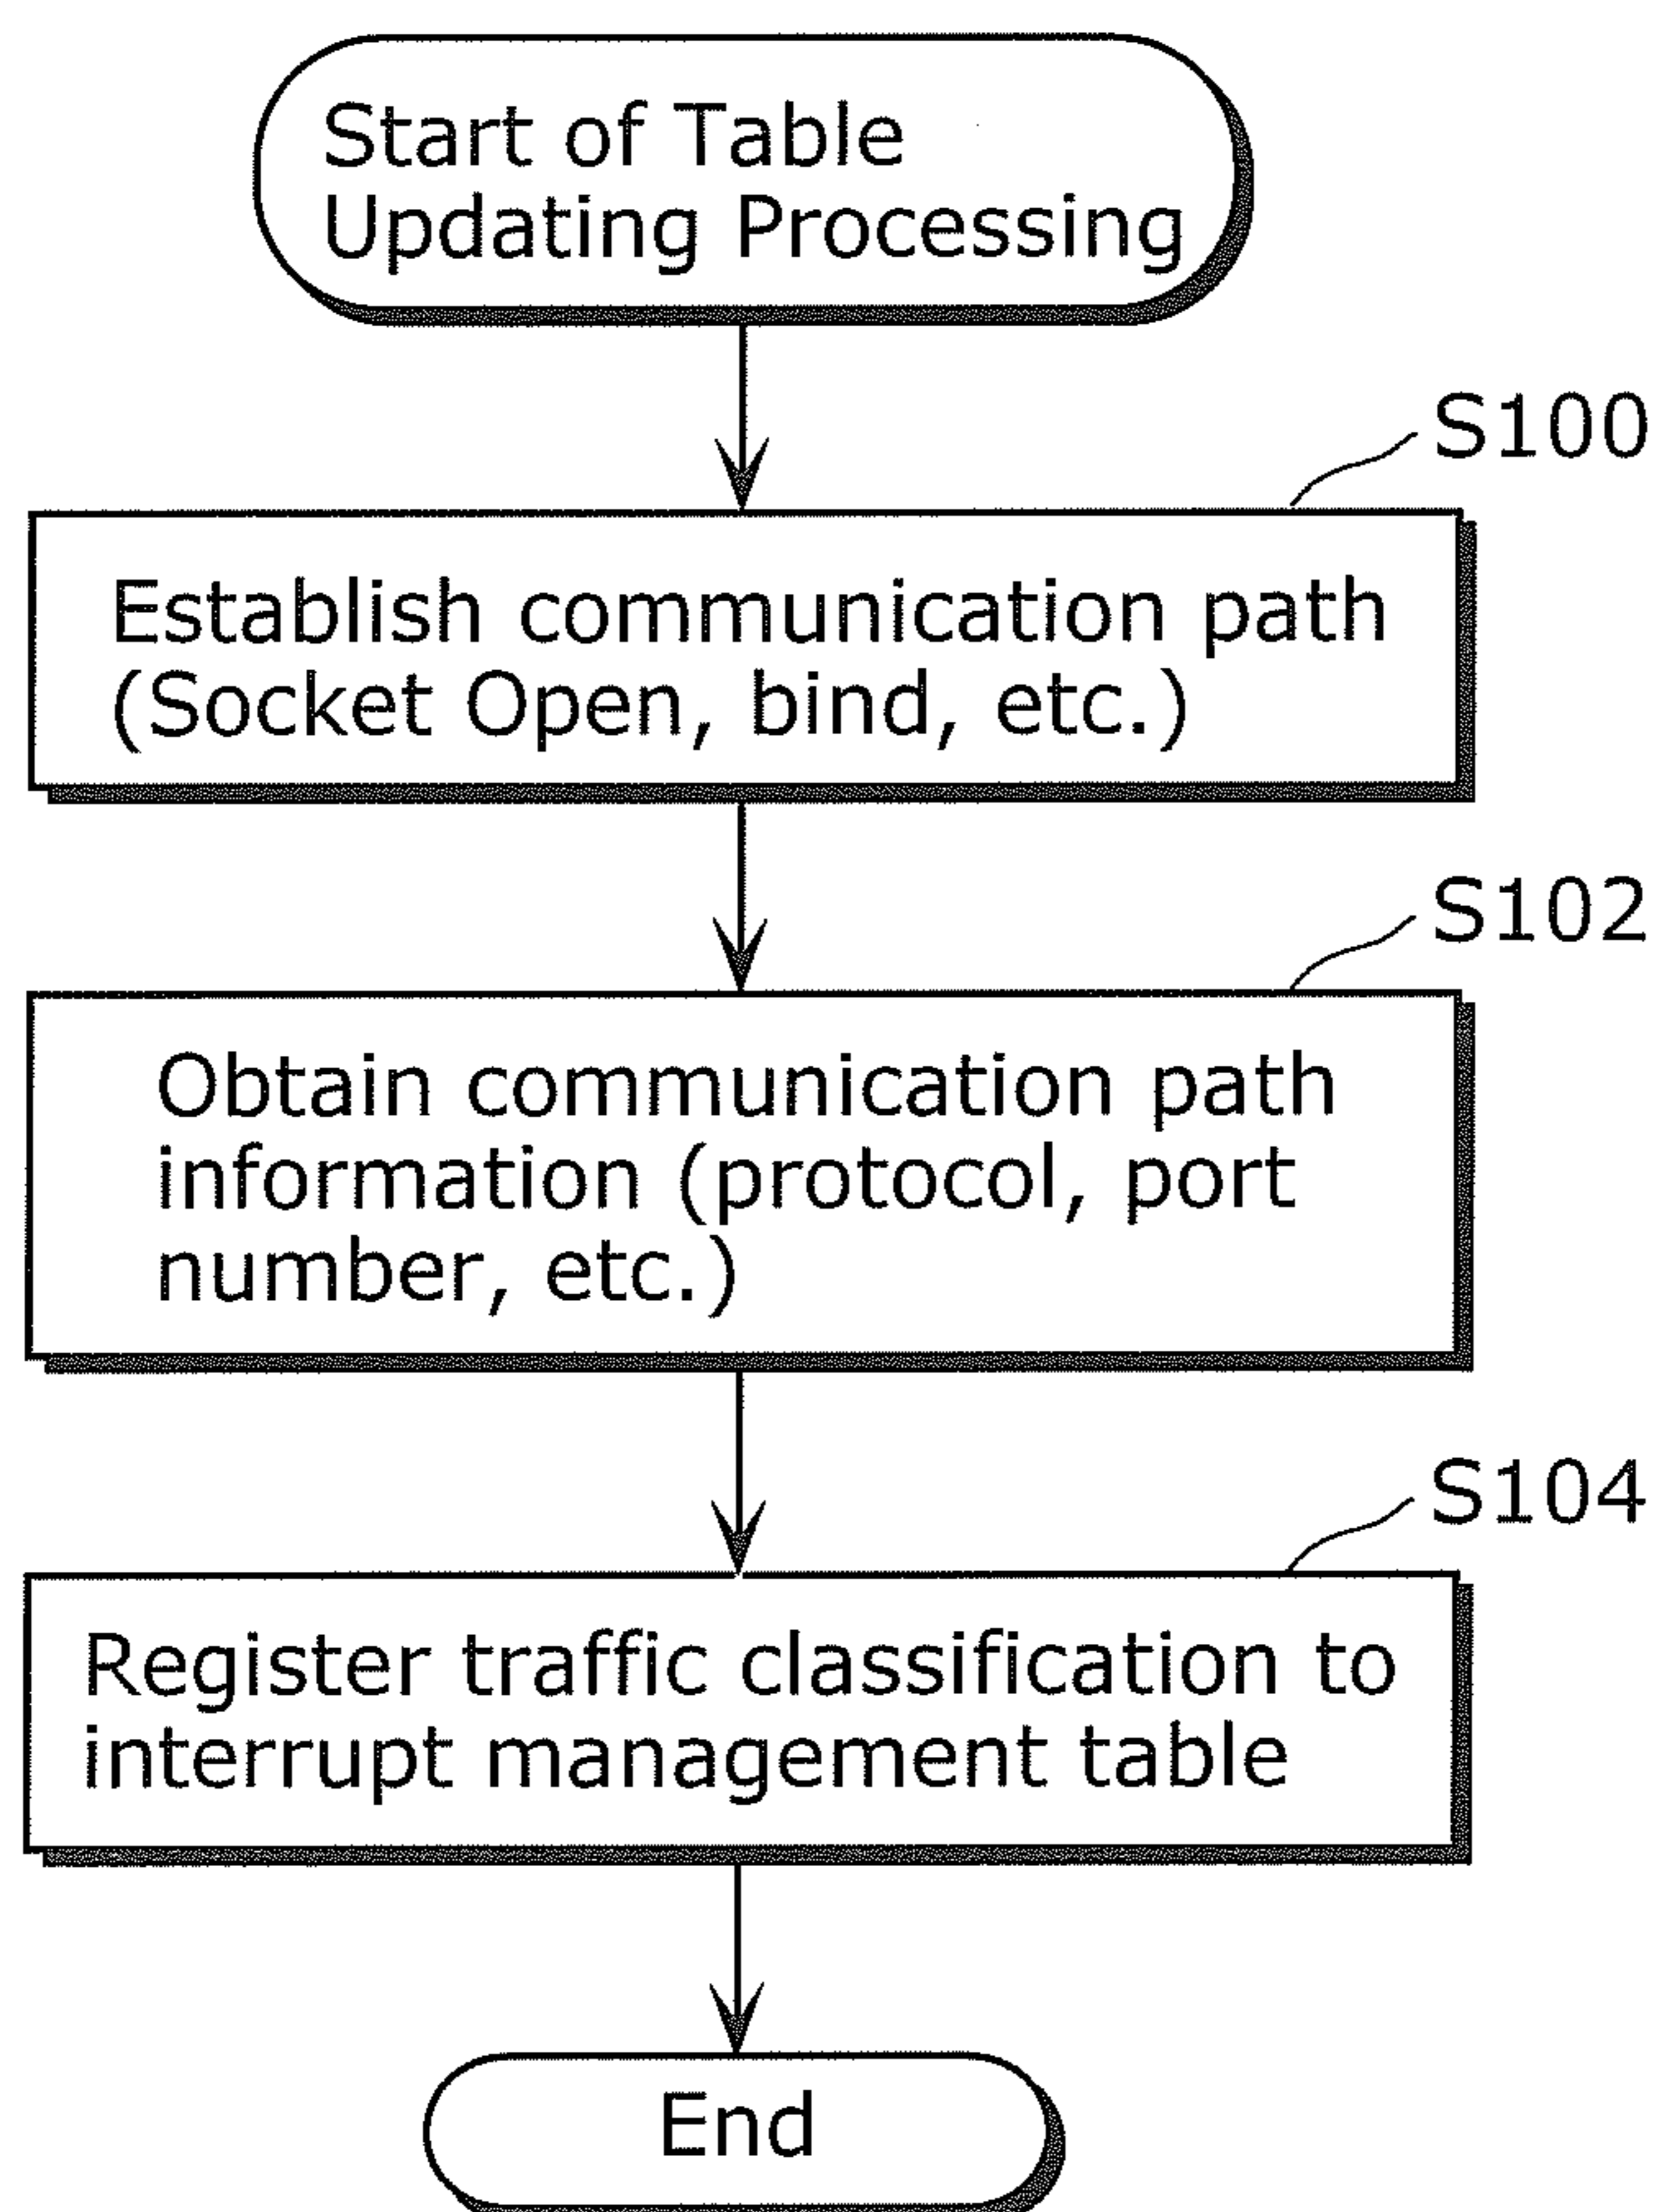 Start of Table
Updating Processing
S100
Establish communication path
(Socket Open, bind, etc.)
S102
Obtain communication path
information (protocol, port
number, etc.)
S104
Register traffic classification to
interrupt management table
End